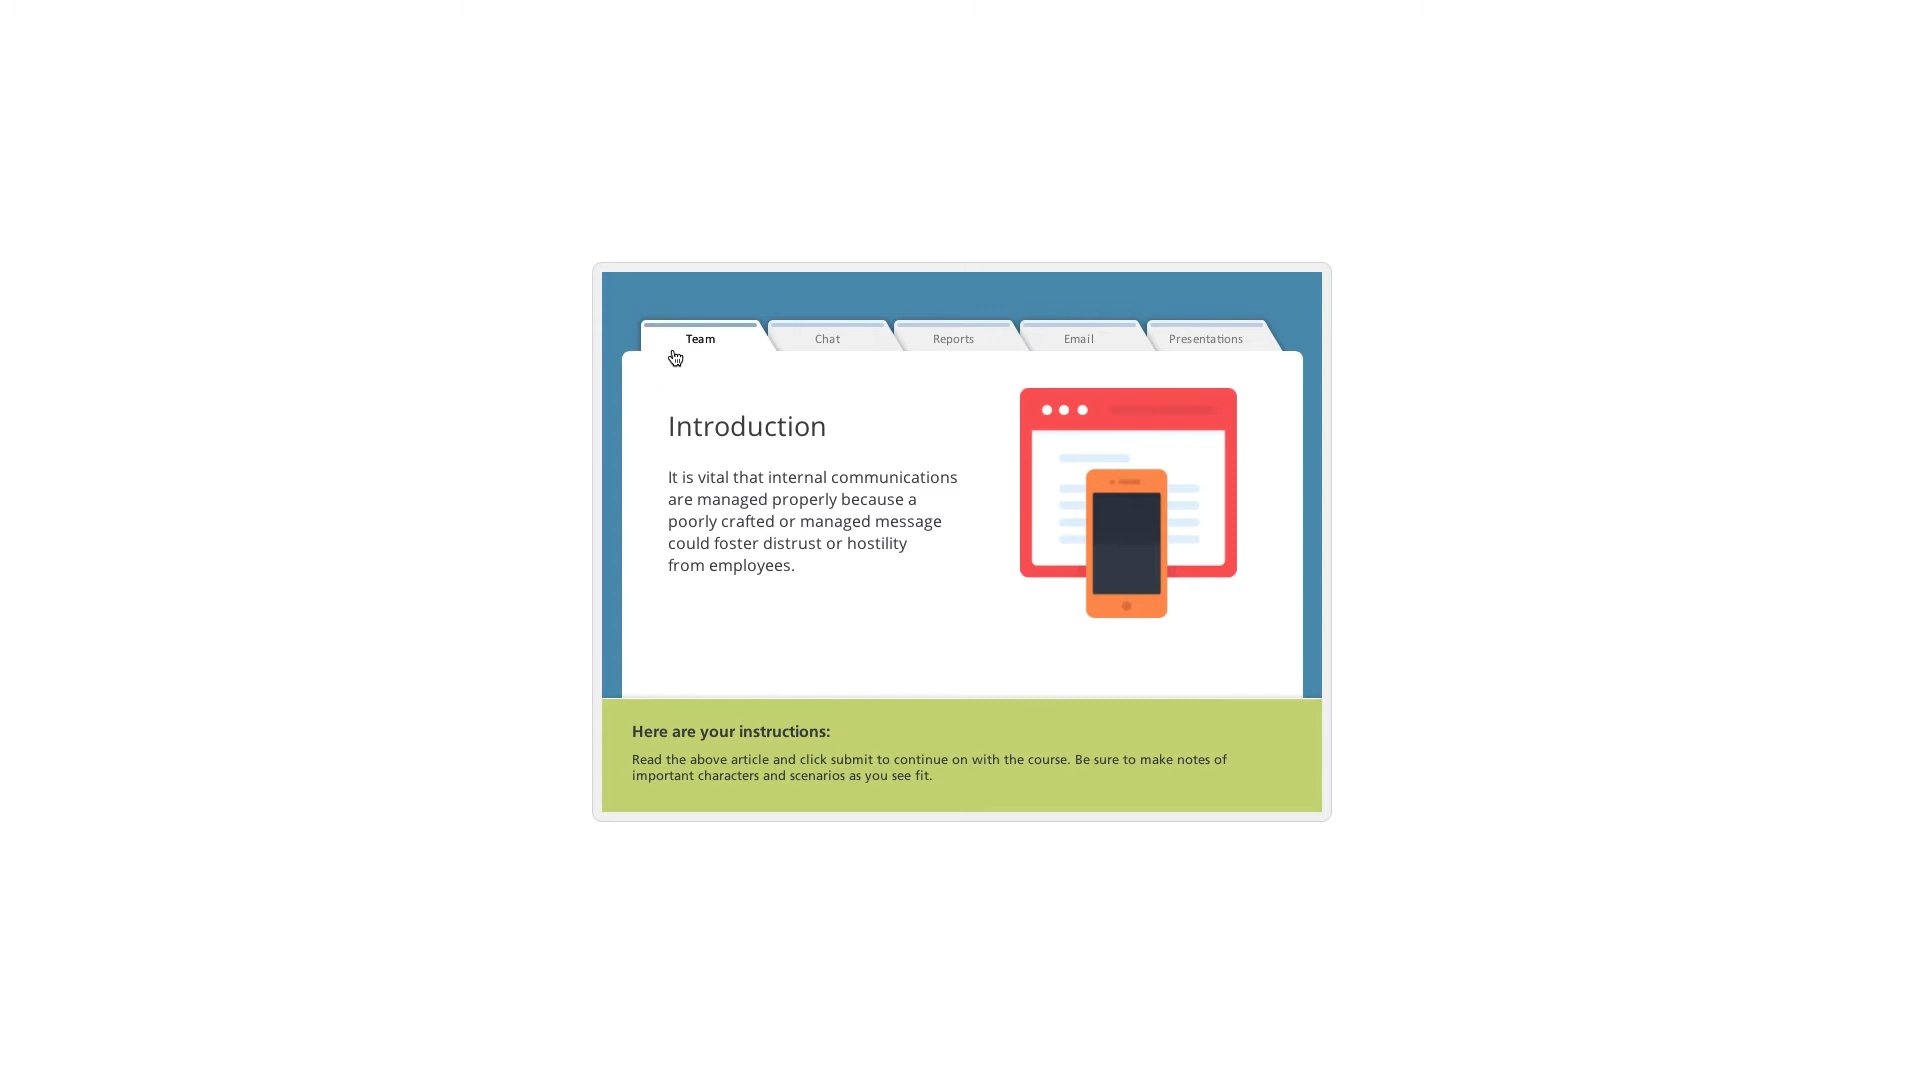 Team
Chat
Reports
Email
Presentations
Introduction
It is vital that internal communications
are managed properly because a
poorly crafted or managed message
could foster distrust or hostility
from employees.
Here are your instructions:
Read the above article and click submit to continue on with the course. Be sure to make notes of
important characters and scenarios as you see fit.